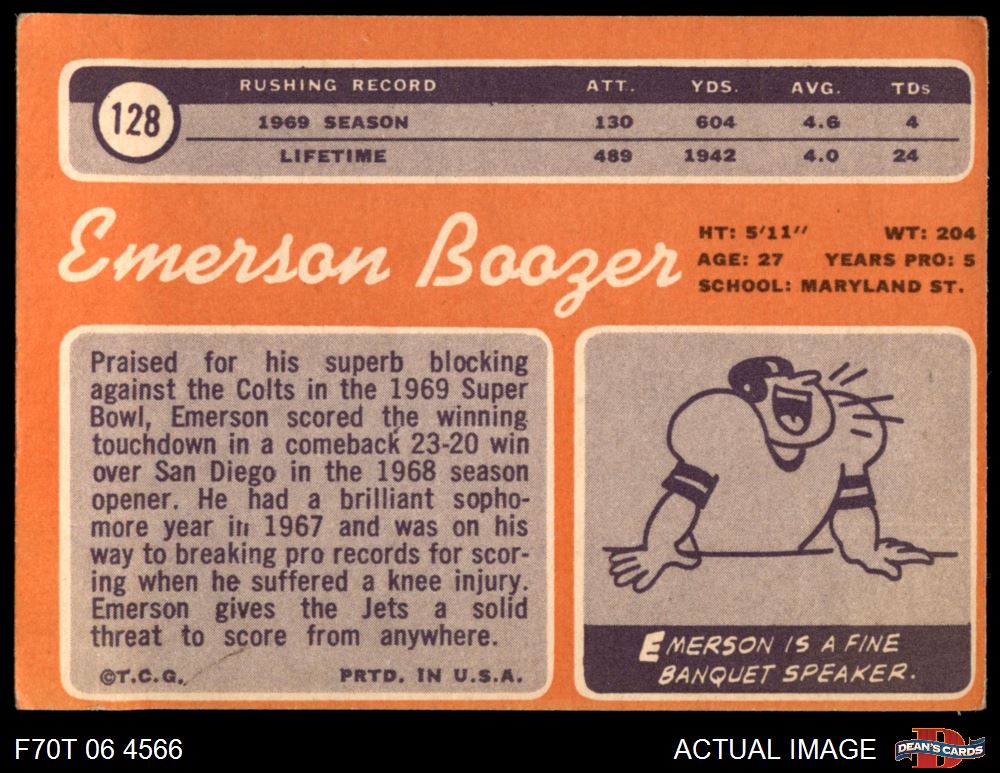 RUSHING RECORD ATT. YDS. AVG. TDs
128
1969 SEASON 130 604 4.6 4
LIFETIME 489 1942 4.0 24
Emerson Boozer
HT: 5'11" WT: 204
AGE: 27 YEARS PRO: 5
SCHOOL: MARYLAND ST.
Praised for his superb blocking
against the Colts in the 1969 Super
Bowl, Emerson scored the winning
touchdown in a comeback 23-20 win
over San Diego in the 1968 season
opener. He had a brilliant sopho-
more year in 1967 and was on his
way to breaking pro records for scor-
ing when he suffered a knee injury.
Emerson gives the Jets a solid
threat to score from anywhere.
©T.C.G. PRTD. IN U.S.A.
EMERSON IS A FINE
BANQUET SPEAKER.
F70T 06 4566
ACTUAL IMAGE
D
DEAN'S CARDS